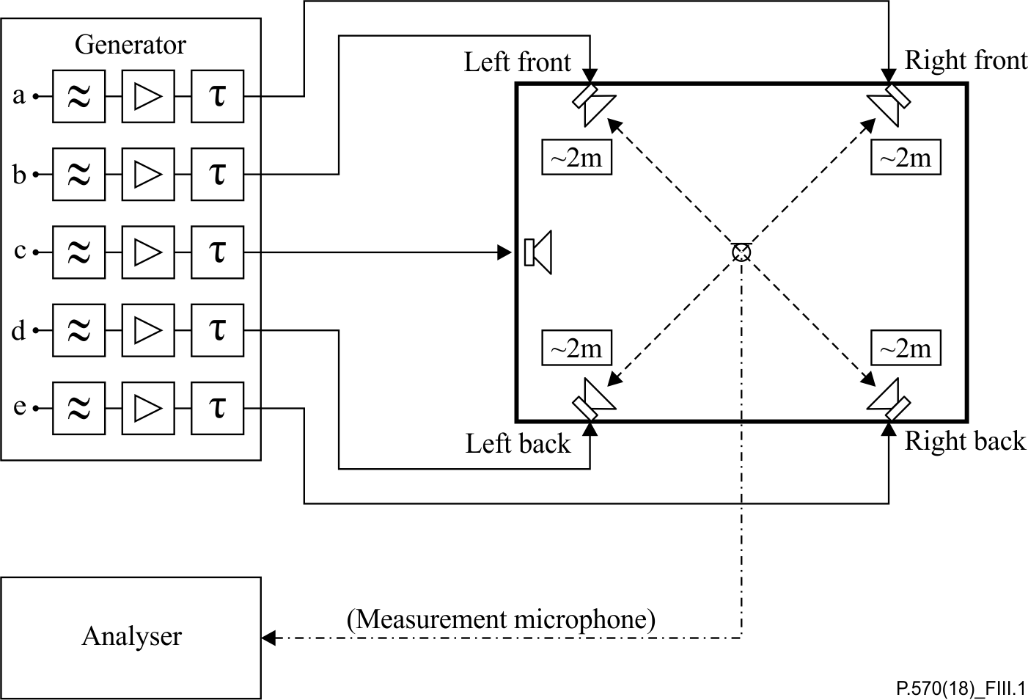 Generator
a ≈ τ
b ≈ τ
c ≈ τ
d ≈ τ
e ≈ τ
Left front
Right front
~2m
~2m
~2m
~2m
Left back
Right back
Analyser
(Measurement microphone)
P.570(18)_FIII.1